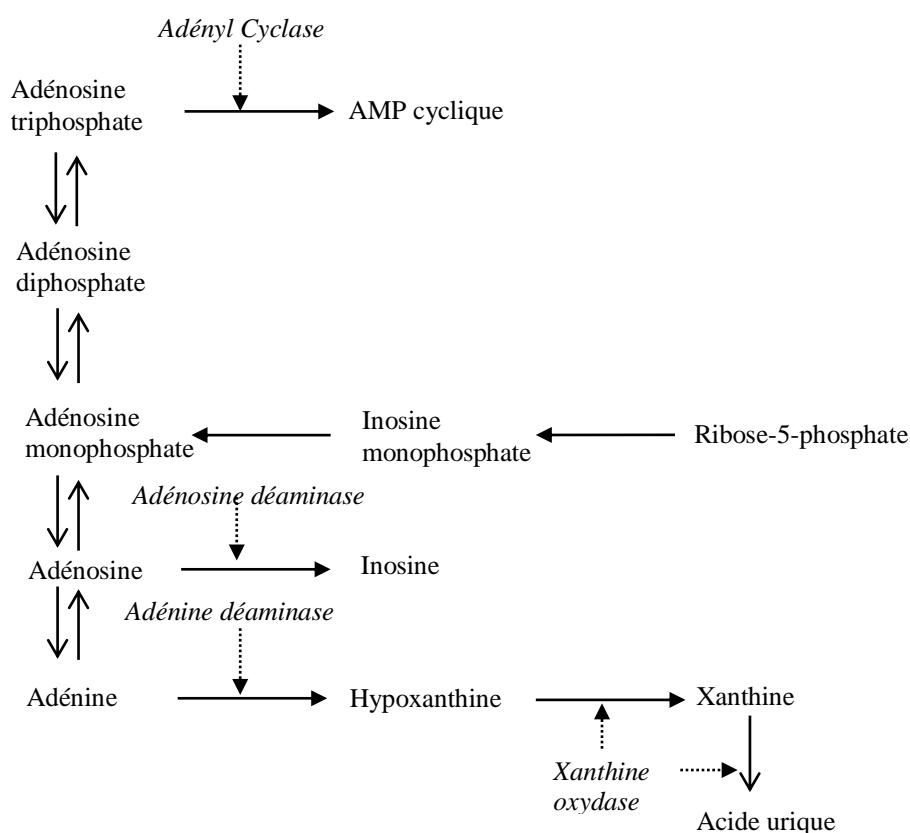 Adényl Cyclase
Adénosine
triphosphate
AMP cyclique
Adénosine
diphosphate
Adénosine
monophosphate
Inosine
monophosphate
Ribose-5-phosphate
Adénosine déaminase
Adénosine
Inosine
Adénine déaminase
Adénine
Hypoxanthine
Xanthine
Xanthine
oxydase
Acide urique